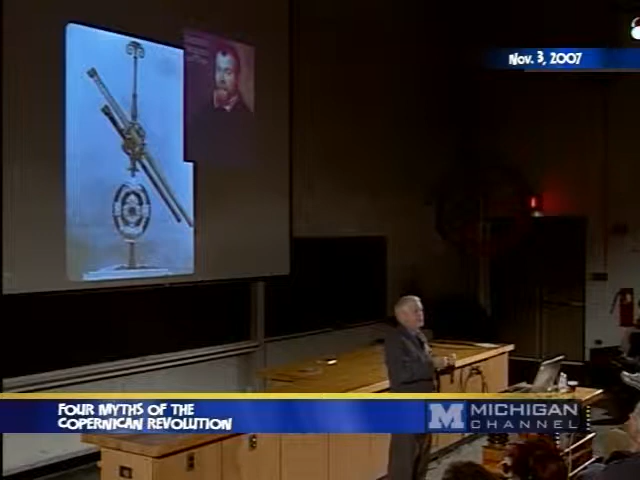 Nov. 3, 2007
FOUR MYTHS OF THE
COPERNICAN REVOLUTION
M MICHIGAN
CHANNEL